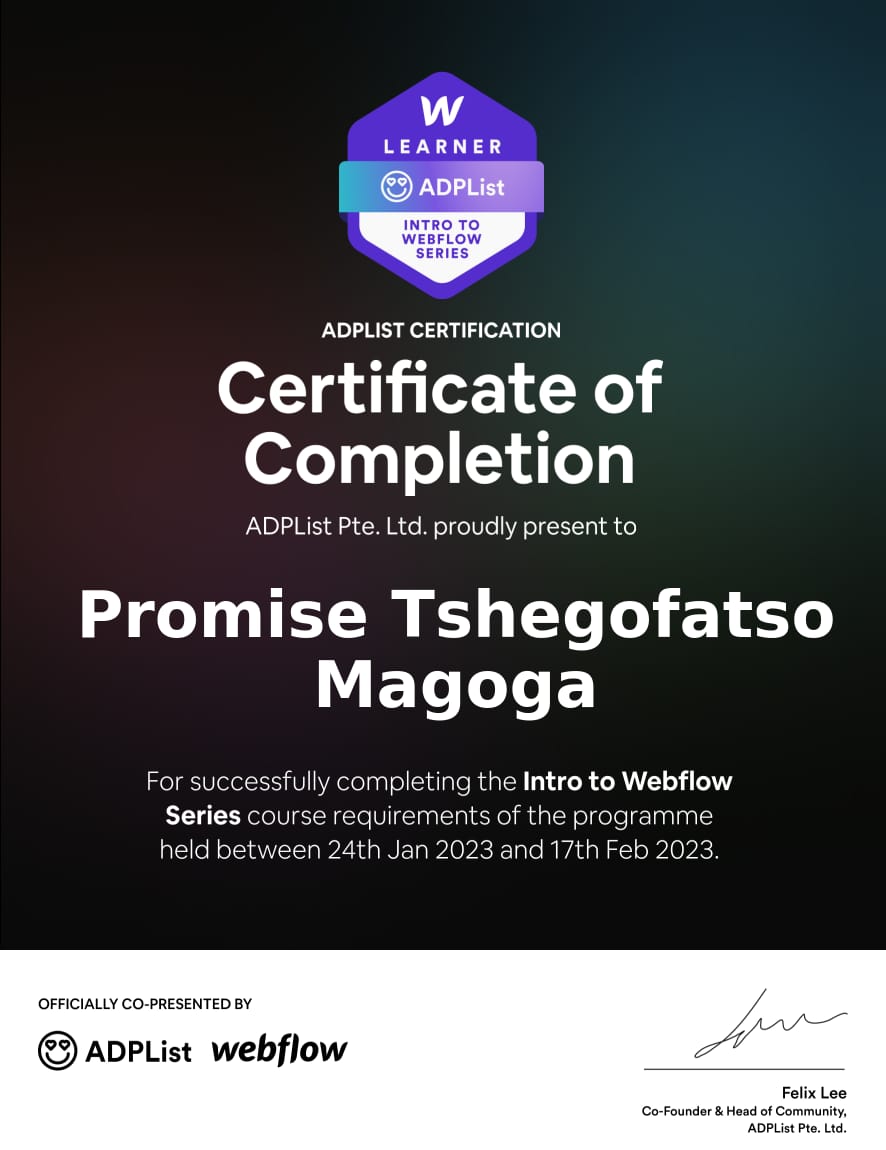 W
LEARNER
ADPList
INTRO TO
WEBFLOW
SERIES
ADPLIST CERTIFICATION
Certificate of
Completion
ADPList Pte. Ltd. proudly present to
Promise Tshegofatso
Magoga
For successfully completing the Intro to Webflow
Series course requirements of the programme
held between 24th Jan 2023 and 17th Feb 2023.
OFFICIALLY CO-PRESENTED BY
ADPList webflow
Felix Lee
Co-Founder & Head of Community,
ADPList Pte. Ltd.